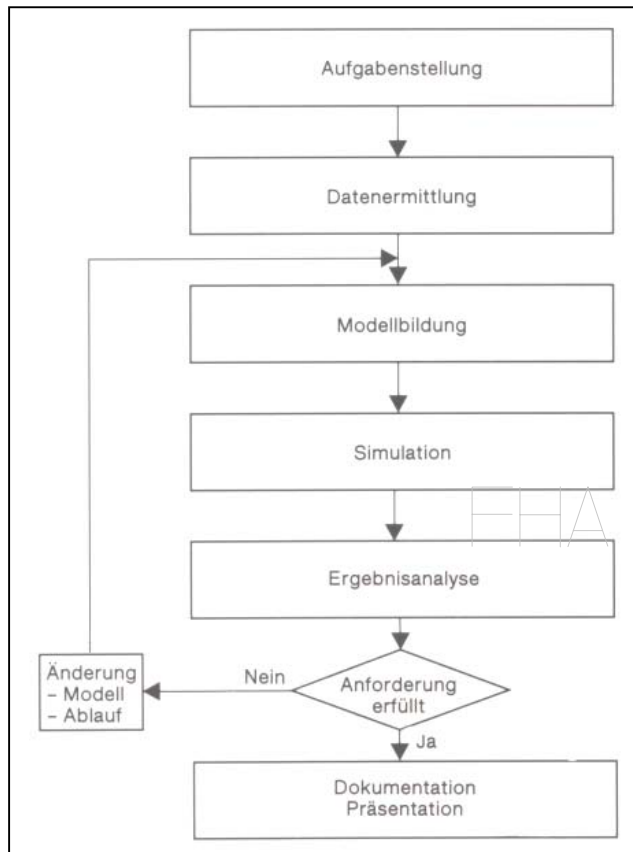 Aufgabenstellung
Datenermittlung
Modellbildung
Simulation
FHA
Ergebnisanalyse
Anforderung
erfüllt
Nein
Änderung
- Modell
- Ablauf
Ja
Dokumentation
Präsentation